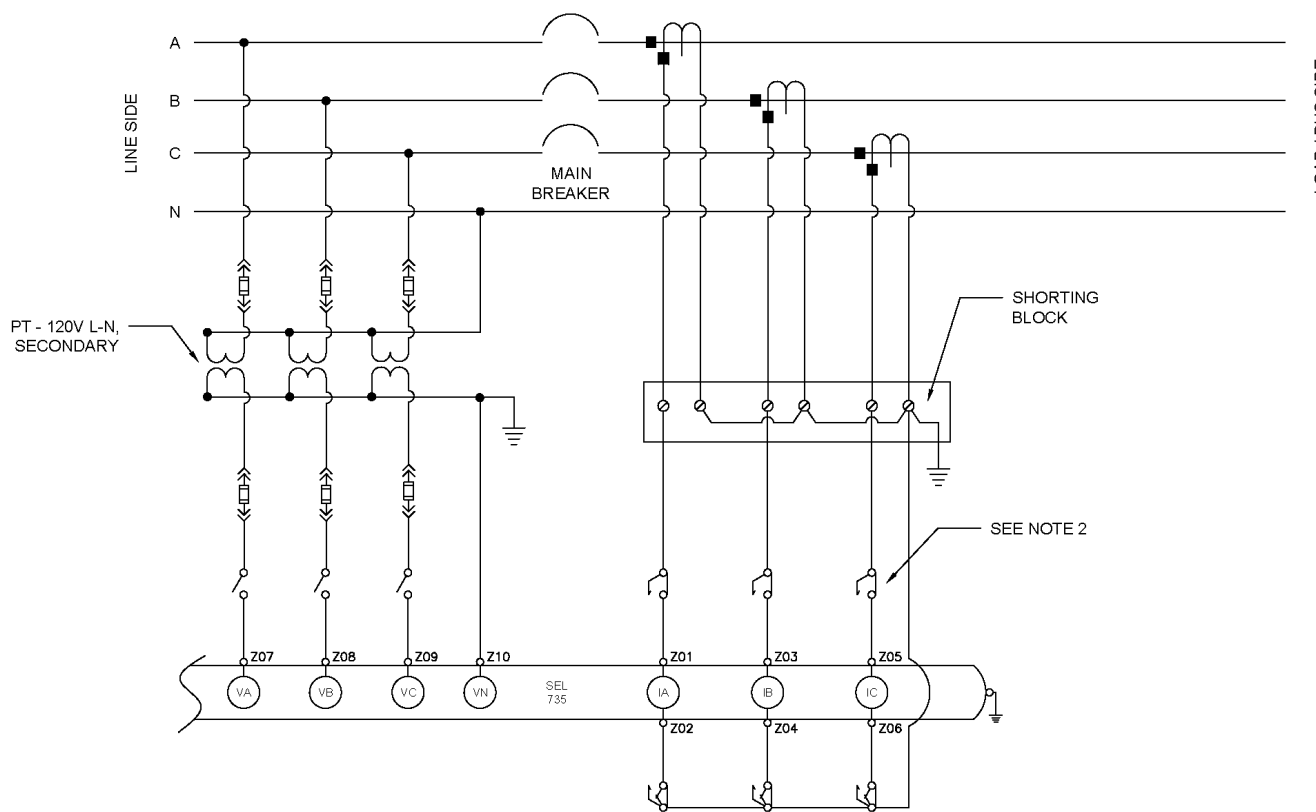 A
B
C
N
LINE SIDE
MAIN
BREAKER
PT - 120V L-N,
SECONDARY
SHORTING
BLOCK
SEE NOTE 2
Z07
Z08
Z09
Z10
Z01
Z03
Z05
VA
VB
VC
VN
SEL
735
IA
IB
IC
Z02
Z04
Z06